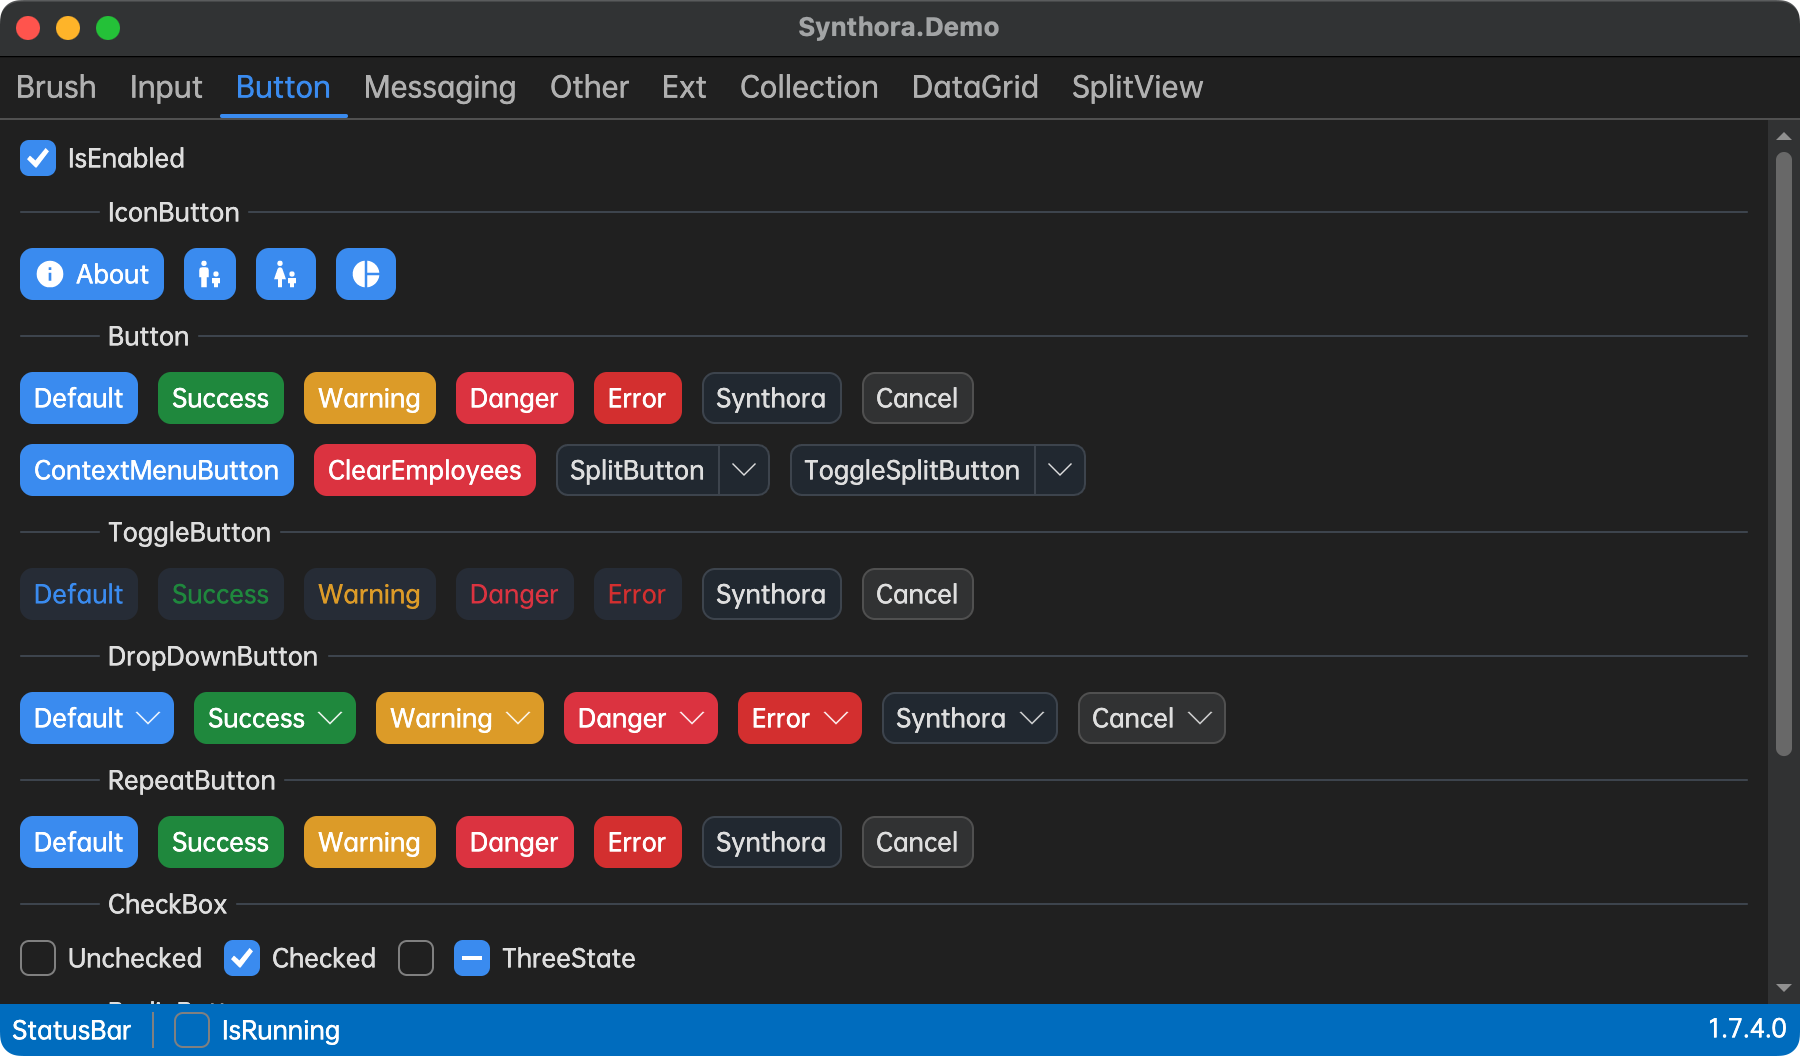 Synthora.Demo
Brush Input Button Messaging Other Ext Collection DataGrid SplitView
IsEnabled
IconButton
About
Button
Default Success Warning Danger Error Synthora Cancel
ContextMenuButton ClearEmployees SplitButton ToggleSplitButton
ToggleButton
Default Success Warning Danger Error Synthora Cancel
DropDownButton
Default Success Warning Danger Error Synthora Cancel
RepeatButton
Default Success Warning Danger Error Synthora Cancel
CheckBox
Unchecked Checked ThreeState
StatusBar IsRunning 1.7.4.0